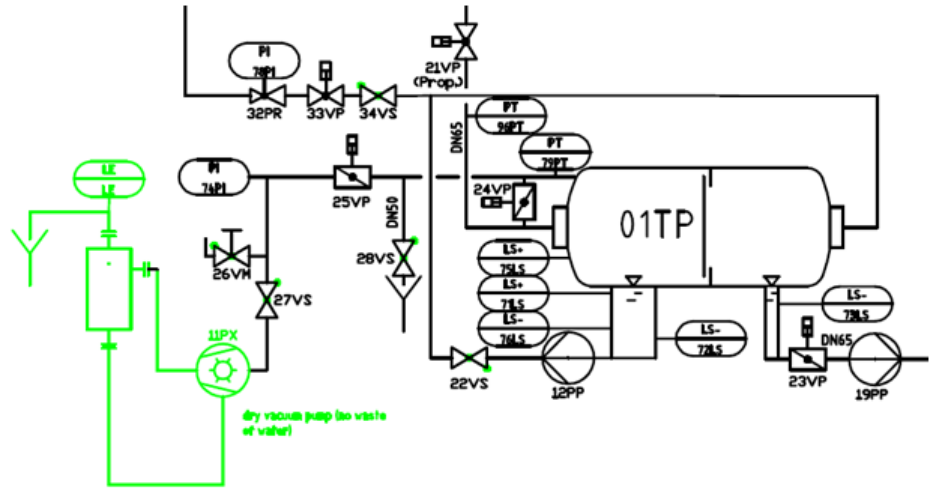 PI
78PI
32PR
33VP
34VS
21VP
(Prop.)
PT
96PT
DN65
PT
79PT
LE
LE
PI
74PI
25VP
24VP
DN50
01TP
26VM
28VS
27VS
LS+
75LS
LS+
71LS
LS-
76LS
LS-
72LS
LS-
73LS
11PX
22VS
12PP
DN65
23VP
19PP
dry vacuum pump (no waste
of water)